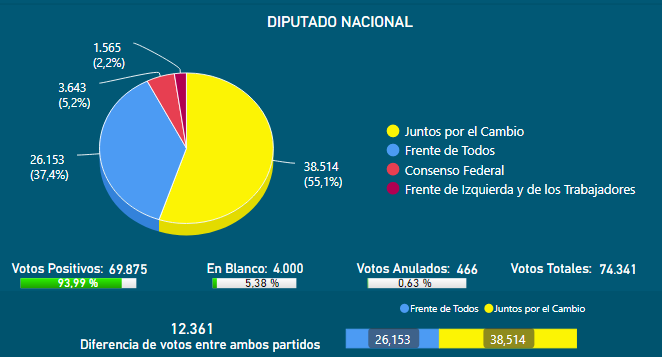 DIPUTADO NACIONAL
1.565
(2,2%)
3.643
(5,2%)
26.153
(37,4%)
38.514
(55,1%)
Juntos por el Cambio
Frente de Todos
Consenso Federal
Frente de Izquierda y de los Trabajadores
Votos Positivos: 69.875
93,99 %
En Blanco: 4.000
5,38 %
Votos Anulados: 466
0,63 %
Votos Totales: 74.341
Frente de Todos Juntos por el Cambio
12.361
Diferencia de votos entre ambos partidos
26,153 38,514